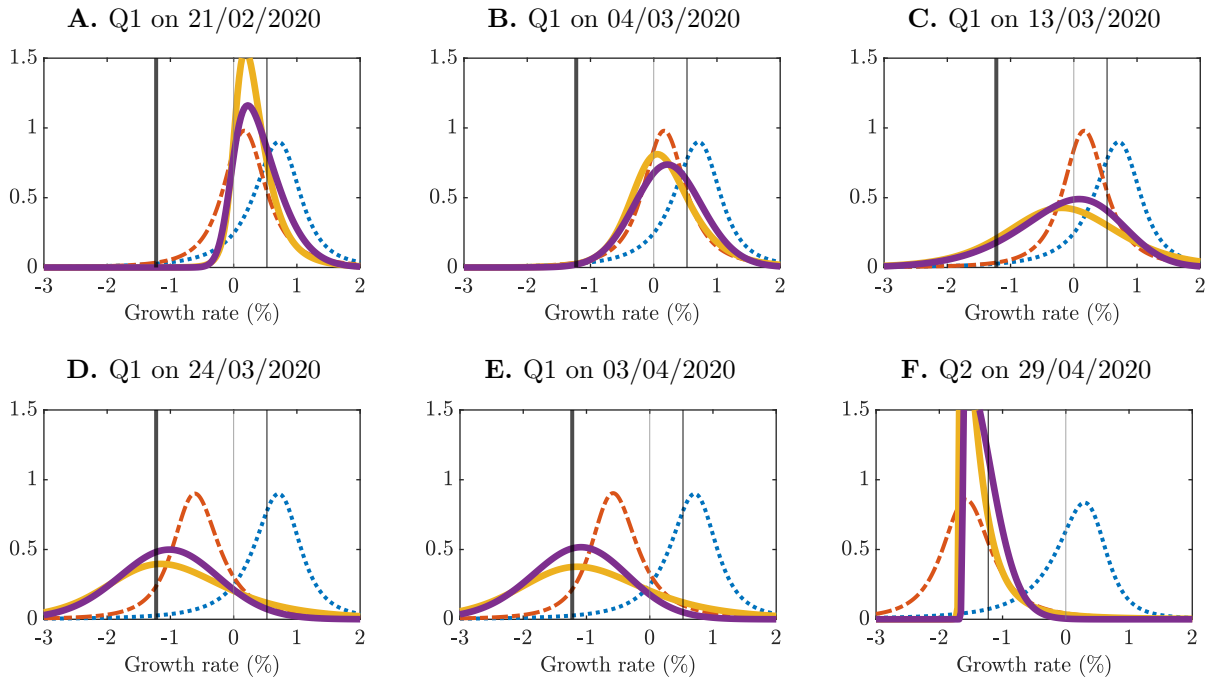 A. Q1 on 21/02/2020
B. Q1 on 04/03/2020
C. Q1 on 13/03/2020
1.5
1
0.5
0
-3 -2 -1 0 1 2
Growth rate (%)
1.5
1
0.5
0
-3 -2 -1 0 1 2
Growth rate (%)
1.5
1
0.5
0
-3 -2 -1 0 1 2
Growth rate (%)
D. Q1 on 24/03/2020
E. Q1 on 03/04/2020
F. Q2 on 29/04/2020
1.5
1
0.5
0
-3 -2 -1 0 1 2
Growth rate (%)
1.5
1
0.5
0
-3 -2 -1 0 1 2
Growth rate (%)
1.5
1
0.5
0
-3 -2 -1 0 1 2
Growth rate (%)